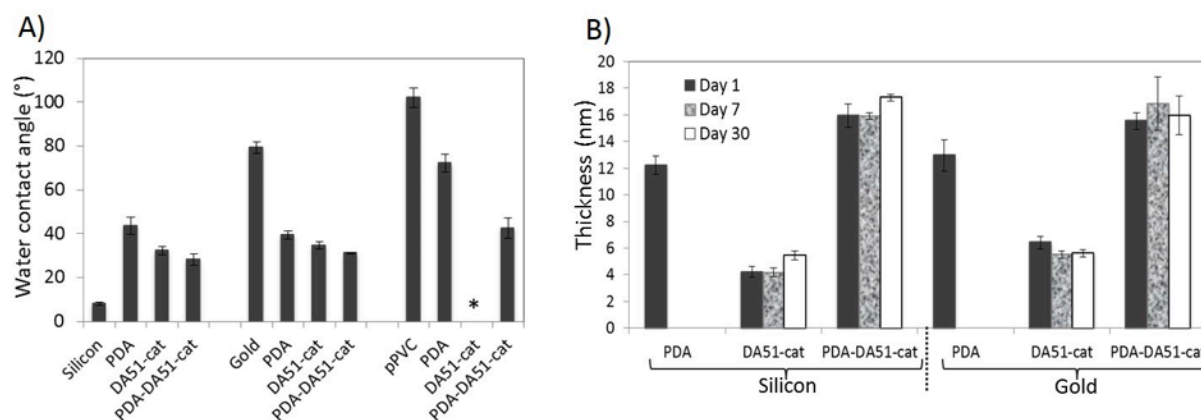 A)
Water contact angle (°)
120
100
80
60
40
20
0
Silicon
PDA
DA51-cat
PDA-DA51-cat
Gold
PDA
DA51-cat
PDA-DA51-cat
pPVC
PDA
*
DA51-cat
PDA-DA51-cat
B)
Thickness (nm)
20
18
16
14
12
10
8
6
4
2
0
Day 1
Day 7
Day 30
PDA DA51-cat PDA-DA51-cat PDA DA51-cat PDA-DA51-cat
Silicon Gold